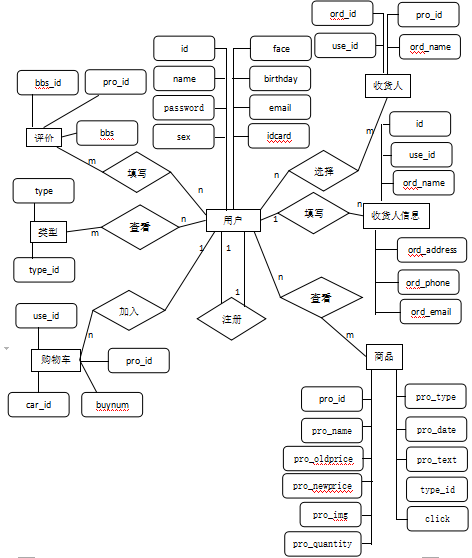 ord_id
pro_id
use_id
ord_name
收货人
id
face
name
birthday
password
email
sex
idcard
bbs_id
pro_id
评价
bbs
m
填写
n
n
选择
m
id
use_id
ord_name
type
类型
m
查看
n
用户
1
填写
n
收货人信息
type_id
1
1
n
ord_address
ord_phone
ord_email
查看
m
1
注册
加入
n
use_id
购物车
pro_id
car_id
buynum
商品
pro_id
pro_type
pro_name
pro_date
pro_oldprice
pro_text
pro_newprice
type_id
pro_img
click
pro_quantity